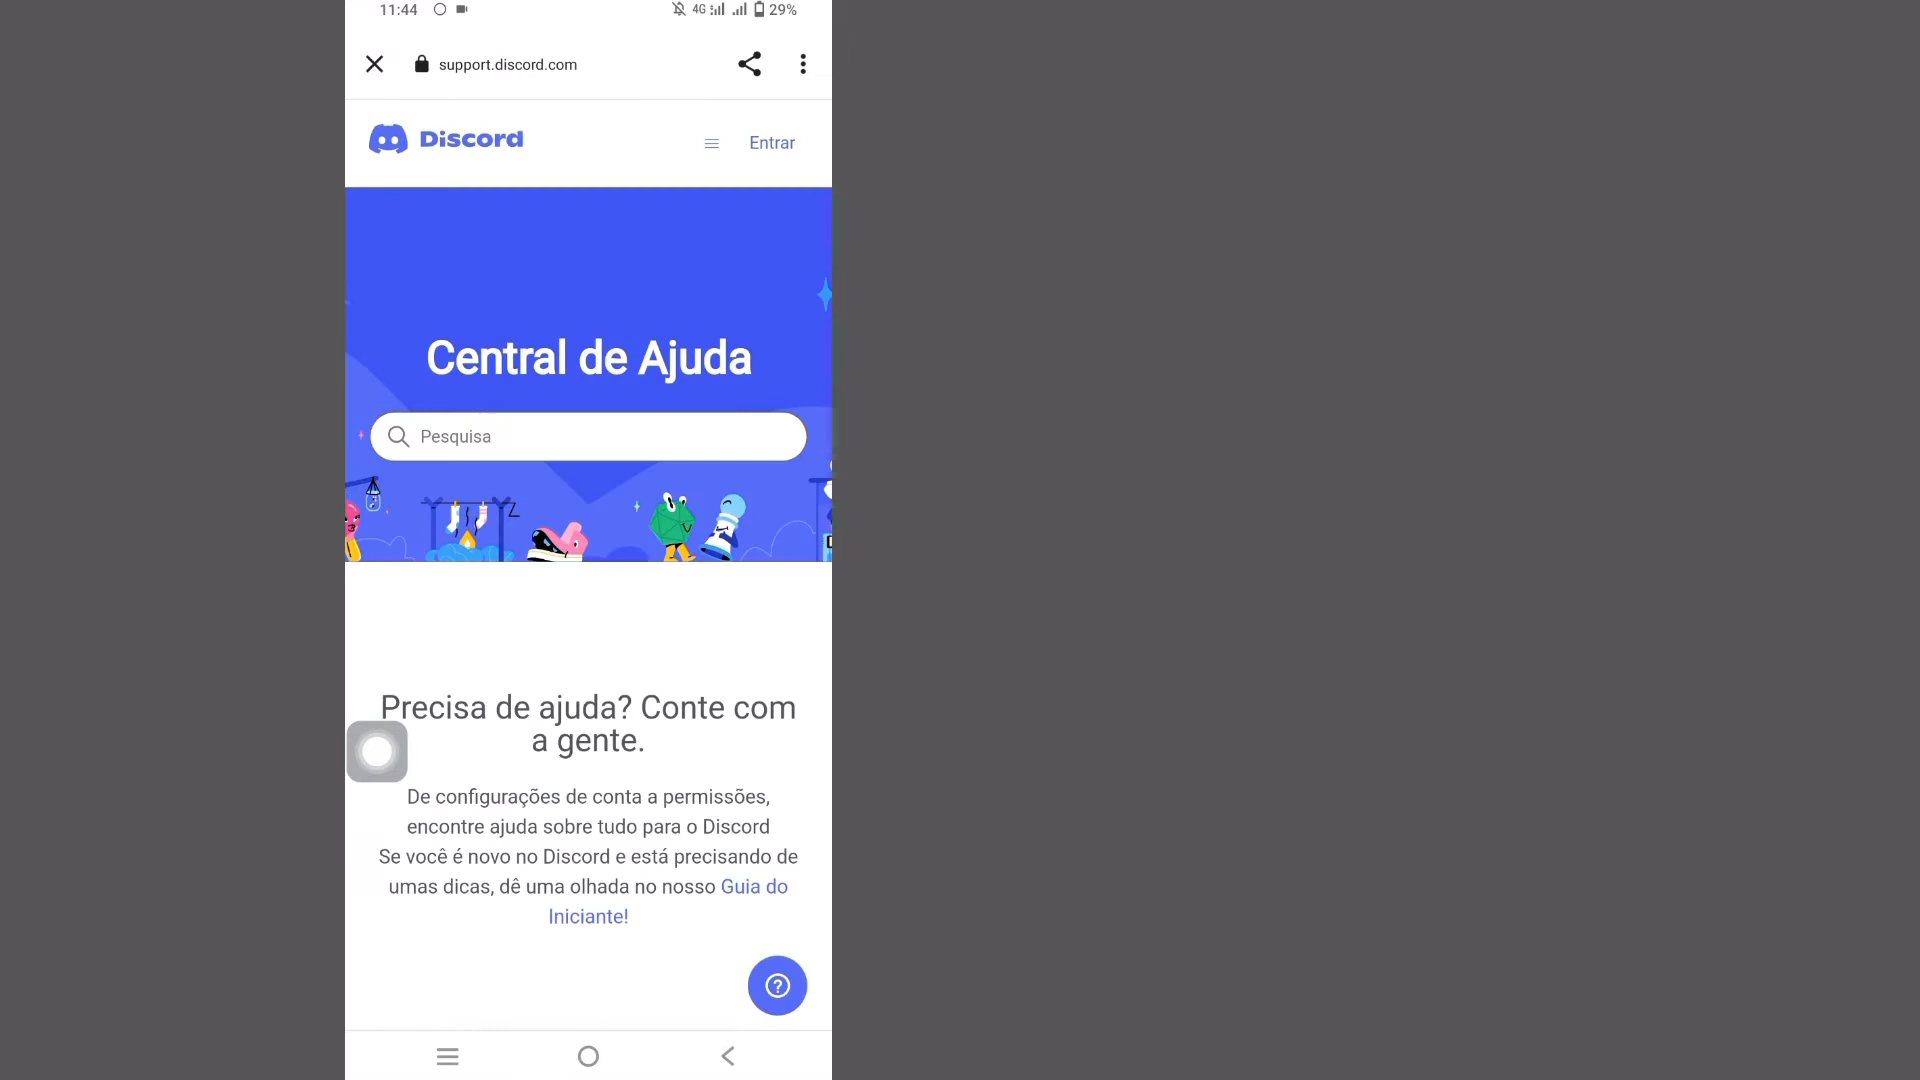 11:44
4G
29%
support.discord.com
Discord
Entrar
Central de Ajuda
Pesquisa
Precisa de ajuda? Conte com
a gente.
De configurações de conta a permissões,
encontre ajuda sobre tudo para o Discord
Se você é novo no Discord e está precisando de
umas dicas, dê uma olhada no nosso Guia do
Iniciante!